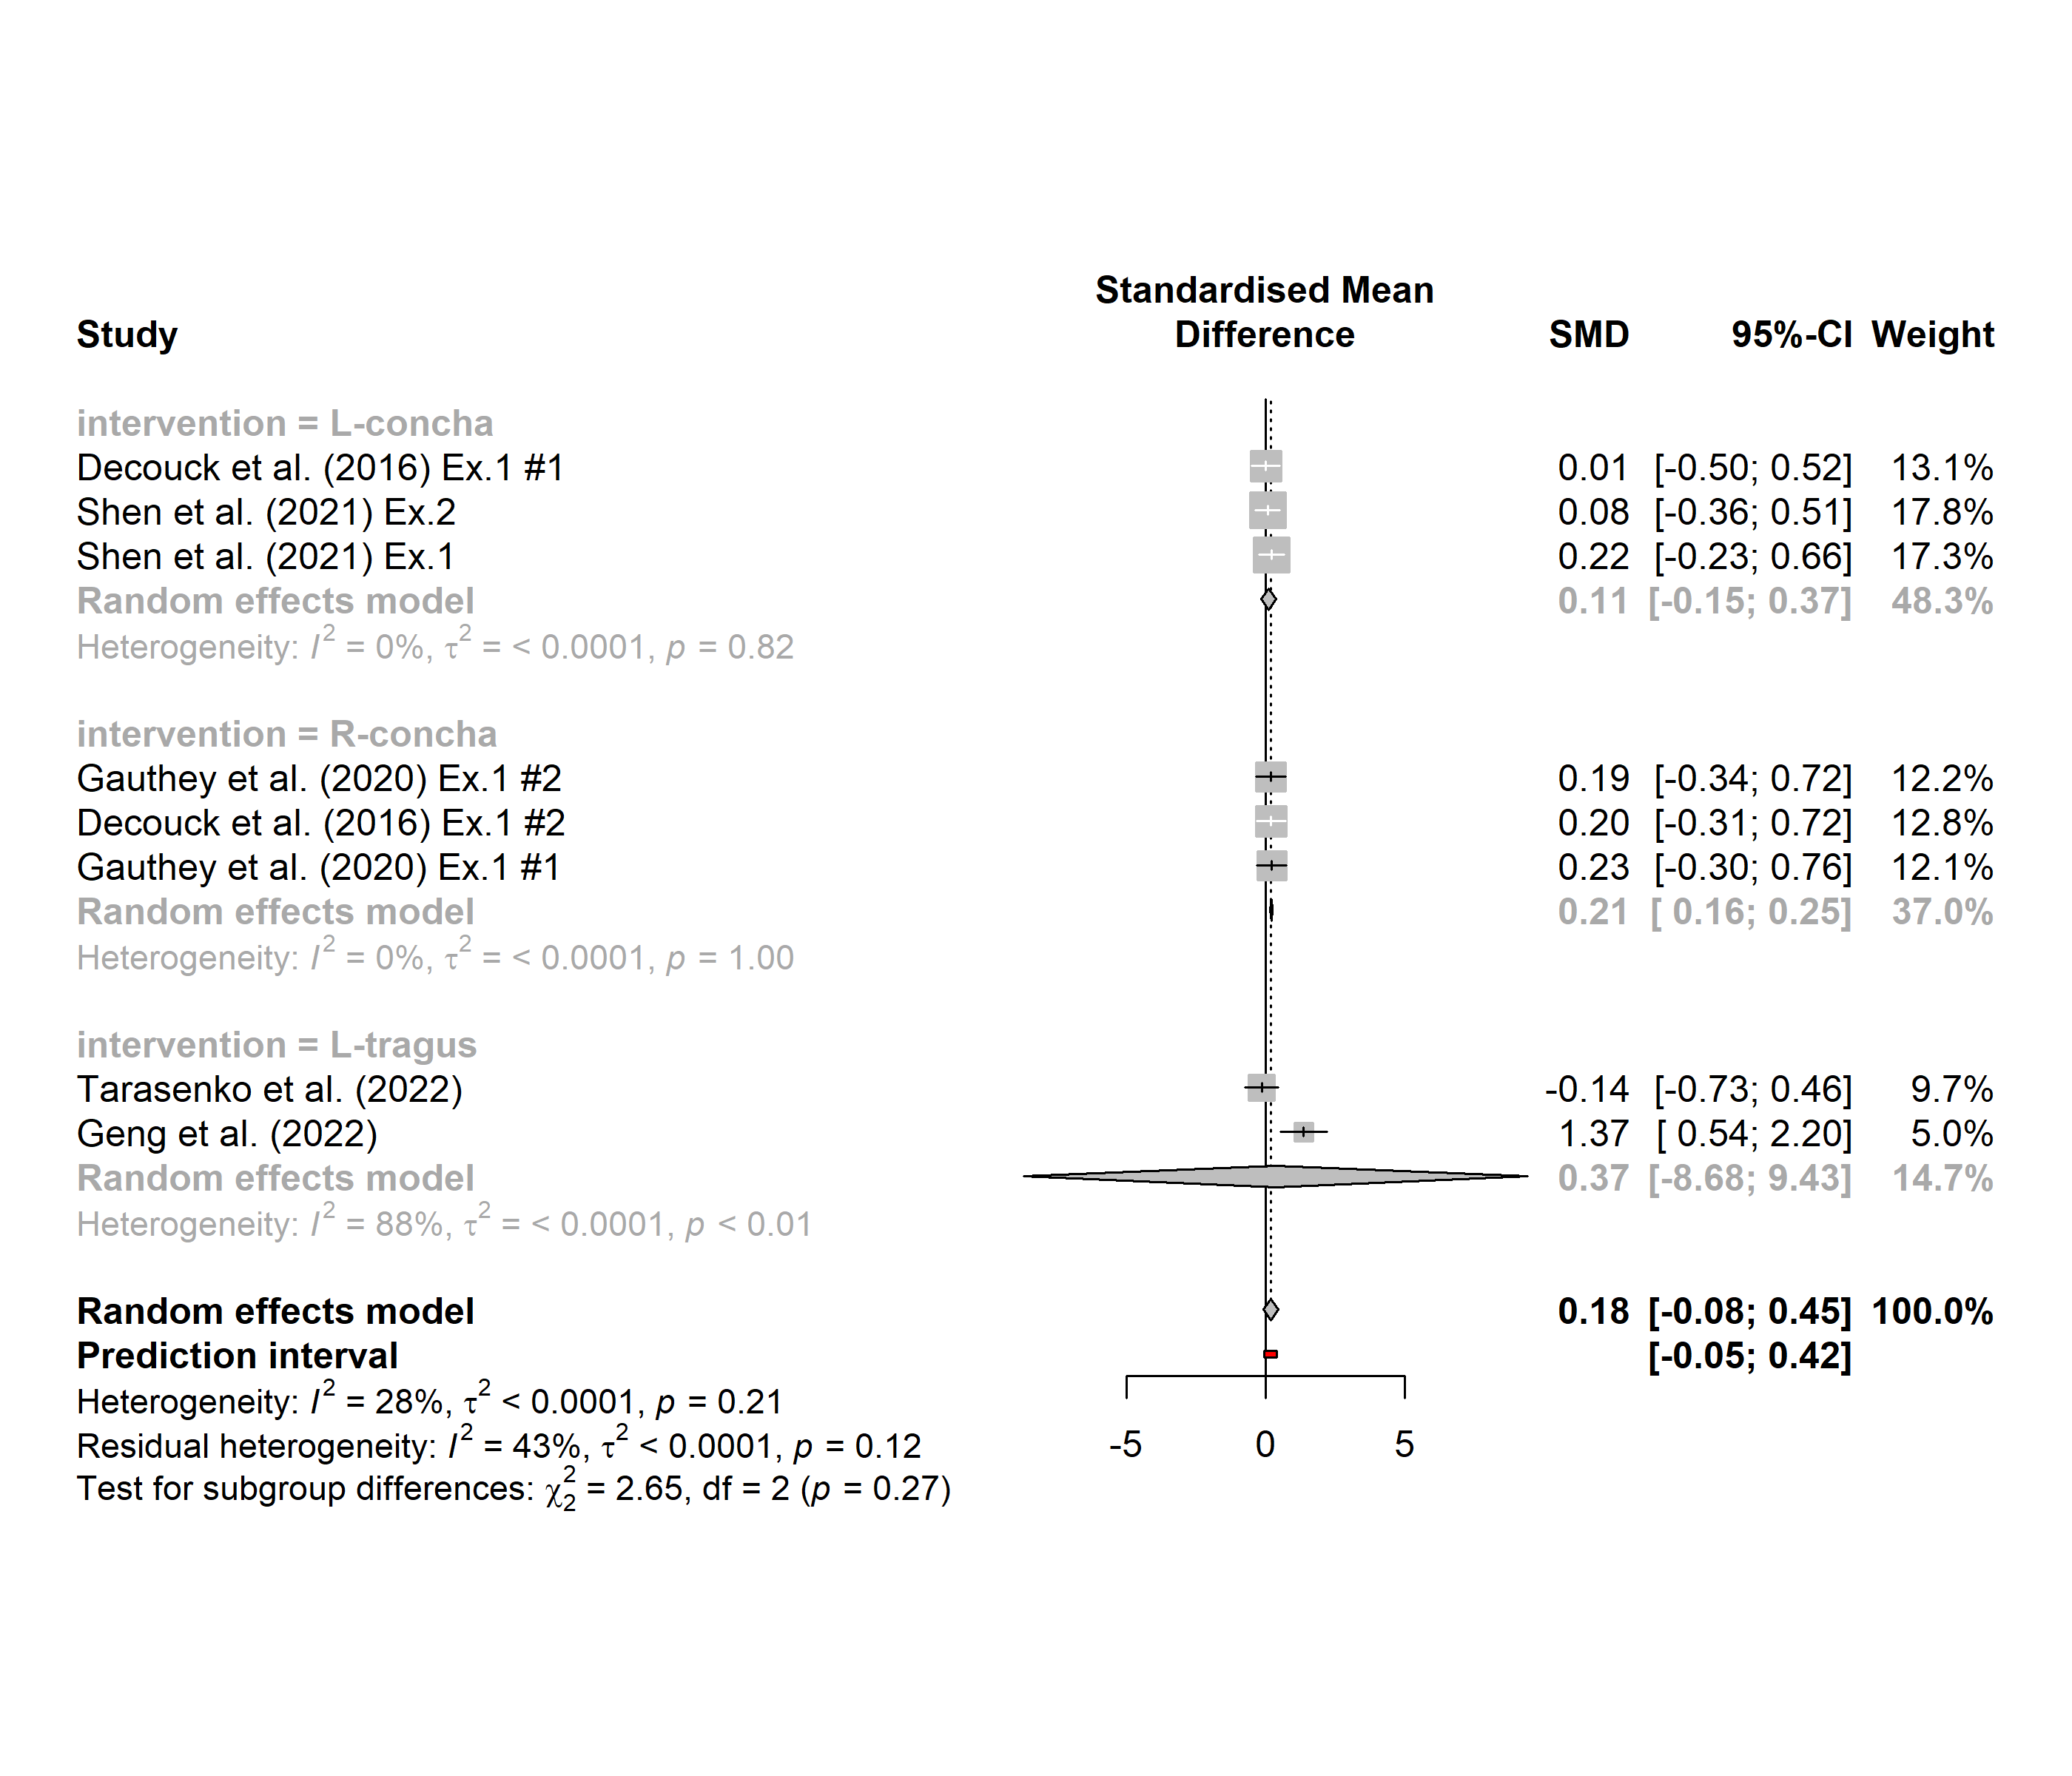 Standardised Mean
Study Difference SMD 95%-CI Weight
intervention = L-concha
Decouck et al. (2016) Ex.1 #1 0.01 [-0.50; 0.52] 13.1%
Shen et al. (2021) Ex.2 0.08 [-0.36; 0.51] 17.8%
Shen et al. (2021) Ex.1 0.22 [-0.23; 0.66] 17.3%
Random effects model 0.11 [-0.15; 0.37] 48.3%
Heterogeneity: I² = 0%, τ² = < 0.0001, p = 0.82
intervention = R-concha
Gauthey et al. (2020) Ex.1 #2 0.19 [-0.34; 0.72] 12.2%
Decouck et al. (2016) Ex.1 #2 0.20 [-0.31; 0.72] 12.8%
Gauthey et al. (2020) Ex.1 #1 0.23 [-0.30; 0.76] 12.1%
Random effects model 0.21 [ 0.16; 0.25] 37.0%
Heterogeneity: I² = 0%, τ² = < 0.0001, p = 1.00
intervention = L-tragus
Tarasenko et al. (2022) -0.14 [-0.73; 0.46] 9.7%
Geng et al. (2022) 1.37 [ 0.54; 2.20] 5.0%
Random effects model 0.37 [-8.68; 9.43] 14.7%
Heterogeneity: I² = 88%, τ² = < 0.0001, p < 0.01
Random effects model 0.18 [-0.08; 0.45] 100.0%
Prediction interval [-0.05; 0.42]
Heterogeneity: I² = 28%, τ² < 0.0001, p = 0.21
Residual heterogeneity: I² = 43%, τ² < 0.0001, p = 0.12
-5 0 5
Test for subgroup differences: χ²₂ = 2.65, df = 2 (p = 0.27)